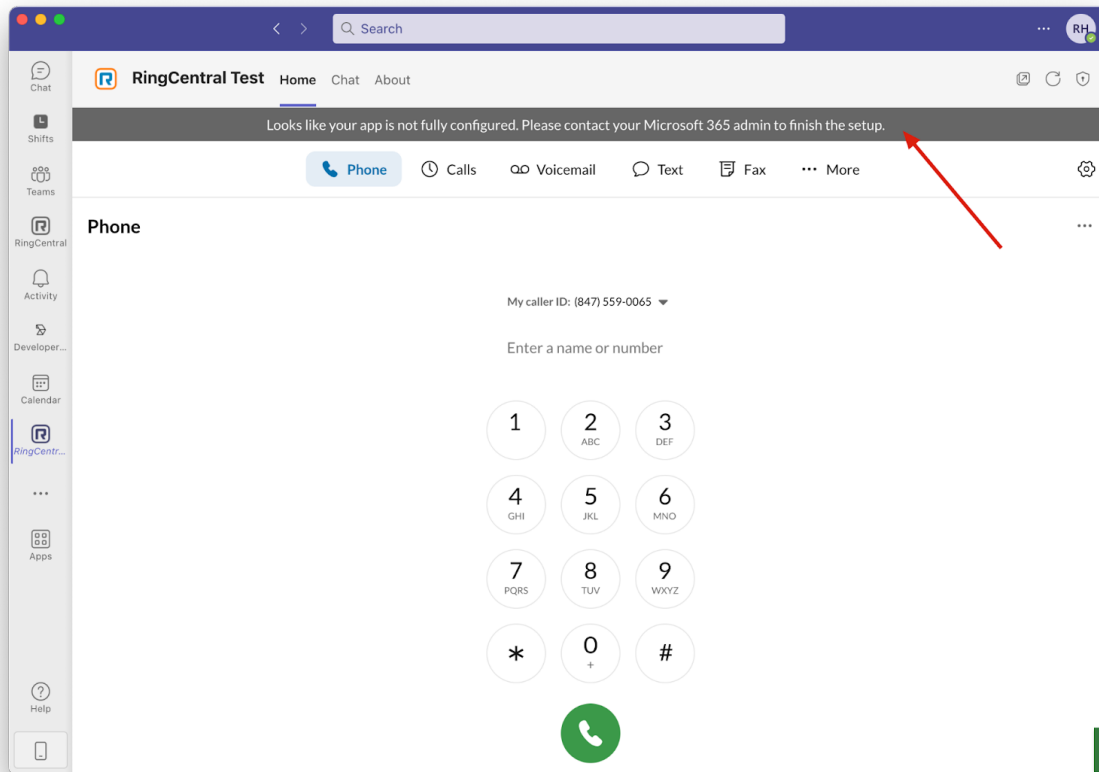 Search
RH
Chat
Shifts
Teams
RingCentral
Activity
Developer...
Calendar
RingCentr...
Apps
Help
RingCentral Test
Home
Chat
About
Looks like your app is not fully configured. Please contact your Microsoft 365 admin to finish the setup.
Phone
Calls
Voicemail
Text
Fax
More
Phone
My caller ID: (847) 559-0065
Enter a name or number
1
2
ABC
3
DEF
4
GHI
5
JKL
6
MNO
7
PQRS
8
TUV
9
WXYZ
*
0
+
#